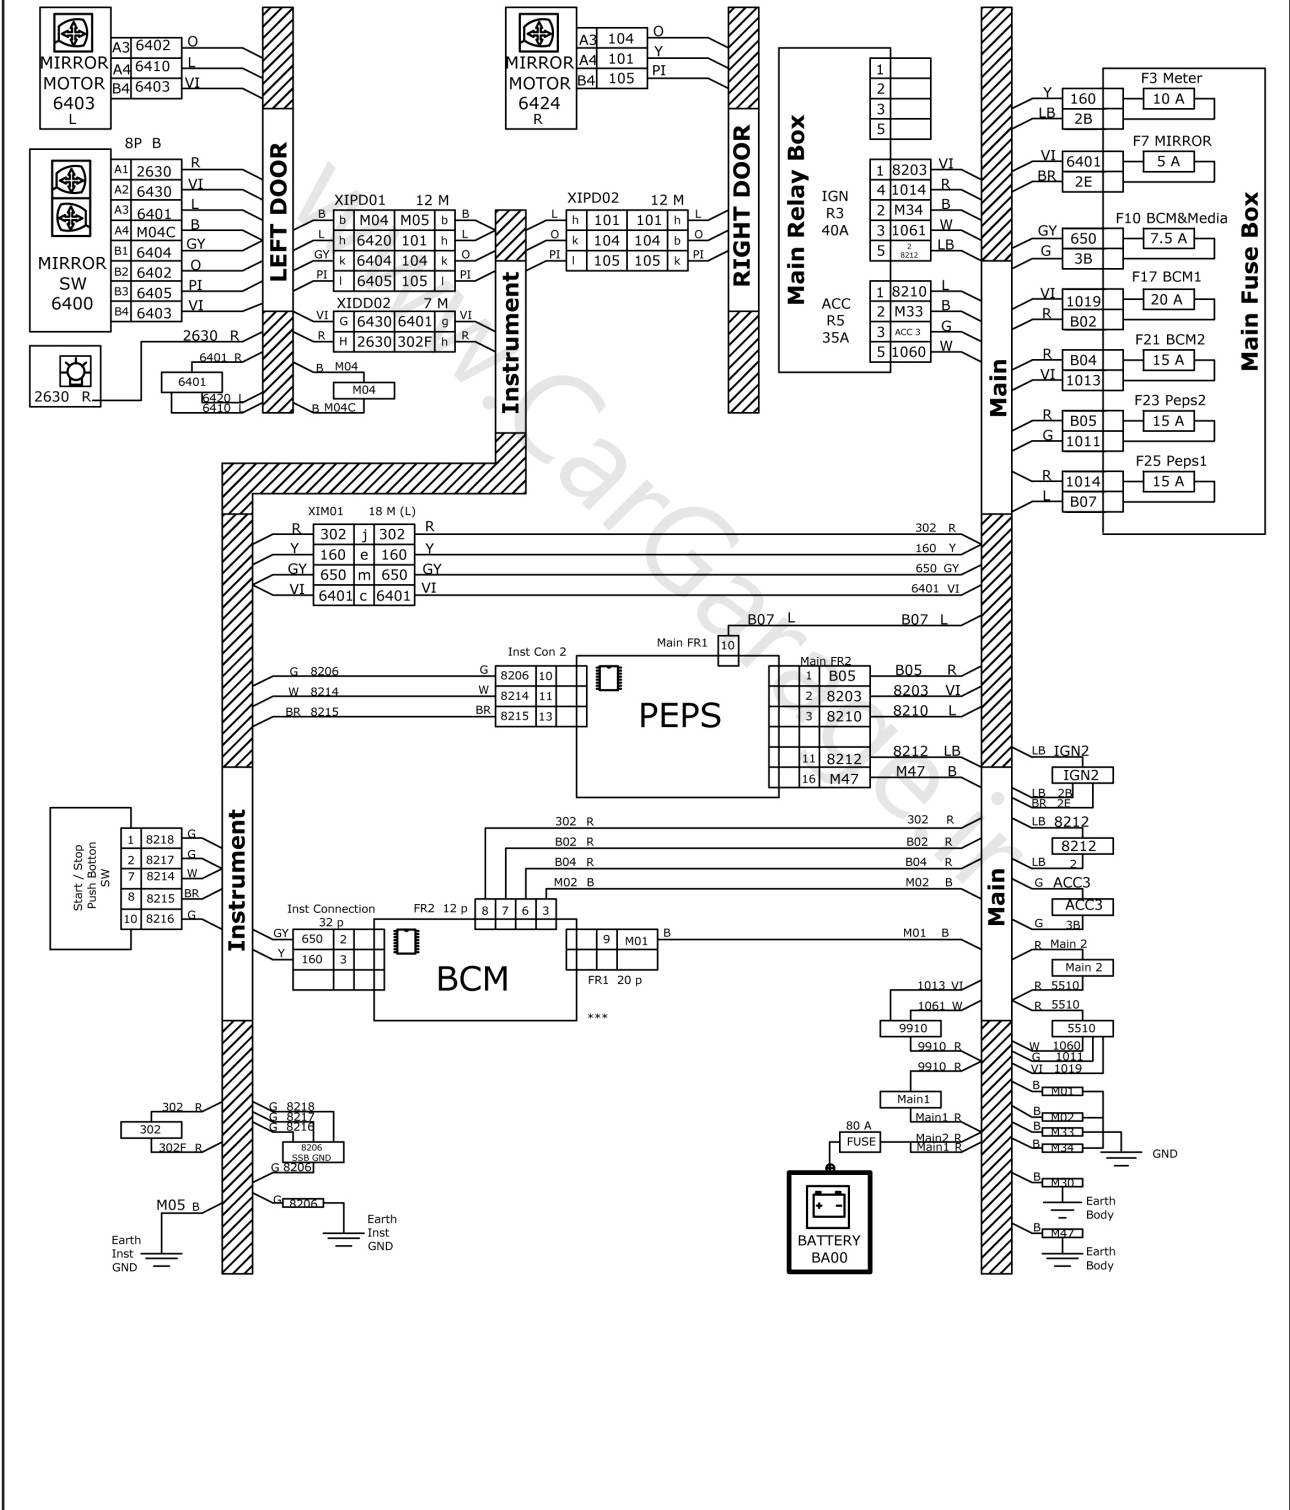 MIRROR
MOTOR
6403
L
A3 6402 O
A4 6410 L
B4 6403 VI
MIRROR
MOTOR
6424
R
A3 104 O
A4 101 Y
B4 105 PI
8P B
MIRROR
SW
6400
A1 2630 R
A2 6430 VI
A3 6401 L
A4 M04C B
B1 6404 GY
B2 6402 O
B3 6405 PI
B4 6403 VI
2630 R
2630 R
6401 R
6401
6420 L
6410 L
LEFT DOOR
XIPD01 12 M
B b M04 M05 b B
L h 6420 101 h L
GY k 6404 104 k O
PI l 6405 105 l PI
XIDD02 7 M
VI G 6430 6401 g VI
R H 2630 302F h R
B M04
M04
B M04C
Instrument
XIPD02 12 M
L h 101 101 h L
O k 104 104 b O
PI l 105 105 k PI
RIGHT DOOR
Main Relay Box
1
2
3
5
IGN
R3
40A
1 8203 VI
4 1014 R
2 M34 B
3 1061 W
5 2 8212 LB
ACC
R5
35A
1 8210 L
2 M33 B
3 ACC 3 G
5 1060 W
Main
Main Fuse Box
F3 Meter
Y 160 10 A
LB 2B
F7 MIRROR
VI 6401 5 A
BR 2E
F10 BCM&Media
GY 650 7.5 A
G 3B
F17 BCM1
VI 1019 20 A
R B02
F21 BCM2
R B04 15 A
VI 1013
F23 Peps2
R B05 15 A
G 1011
F25 Peps1
R 1014 15 A
L B07
XIM01 18 M (L)
R 302 j 302 R 302 R
Y 160 e 160 Y 160 Y
GY 650 m 650 GY 650 GY
VI 6401 c 6401 VI 6401 VI
B07 L B07 L
Main FR1 10
Inst Con 2
G 8206 G 8206 10
W 8214 W 8214 11
BR 8215 BR 8215 13
PEPS
Main FR2
1 B05 B05 R
2 8203 8203 VI
3 8210 8210 L
11 8212 8212 LB
16 M47 M47 B
LB IGN2
IGN2
LB 2B
BR 2E
LB 8212
8212
LB 2
G ACC3
ACC3
G 3B
R Main 2
Main 2
R 5510
R 5510
5510
W 1060
G 1011
VI 1019
Start / Stop
Push Botton
SW
1 8218 G
2 8217 G
7 8214 W
8 8215 BR
10 8216 G
Instrument
302 R 302 R
B02 R B02 R
B04 R B04 R
M02 B M02 B
Main
Inst Connection
32 p
FR2 12 p 8 7 6 3
GY 650 2
Y 160 3
BCM
9 M01 B M01 B
FR1 20 p
***
1013 VI
1061 W
9910
9910 R
9910 R
Main1
Main1 R
80 A
FUSE
Main2 R
Main1 R
BATTERY
BA00
302 R
302
302F R
G 8218
G 8217
G 8216
8206
SSB GND
G 8206
G 8206
M05 B
Earth
Inst
GND
Earth
Inst
GND
B M01
B M02
B M33
B M34
GND
B M30
Earth
Body
B M47
Earth
Body
www.CarGarage.ir